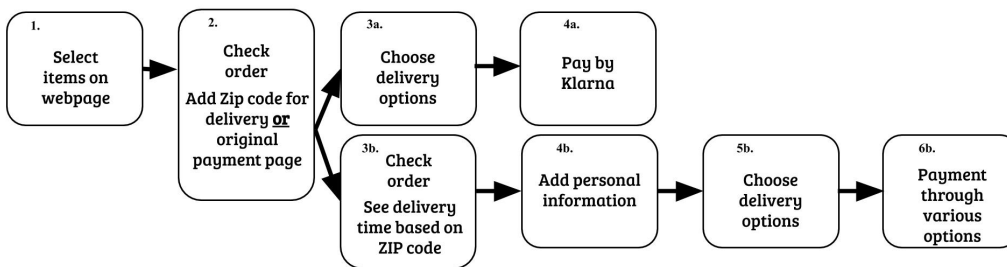 1.
Select
items on
webpage
2.
Check
order
Add Zip code for
delivery or
original
payment page
3a.
Choose
delivery
options
4a.
Pay by
Klarna
3b.
Check
order
See delivery
time based on
ZIP code
4b.
Add personal
information
5b.
Choose
delivery
options
6b.
Payment
through
various
options